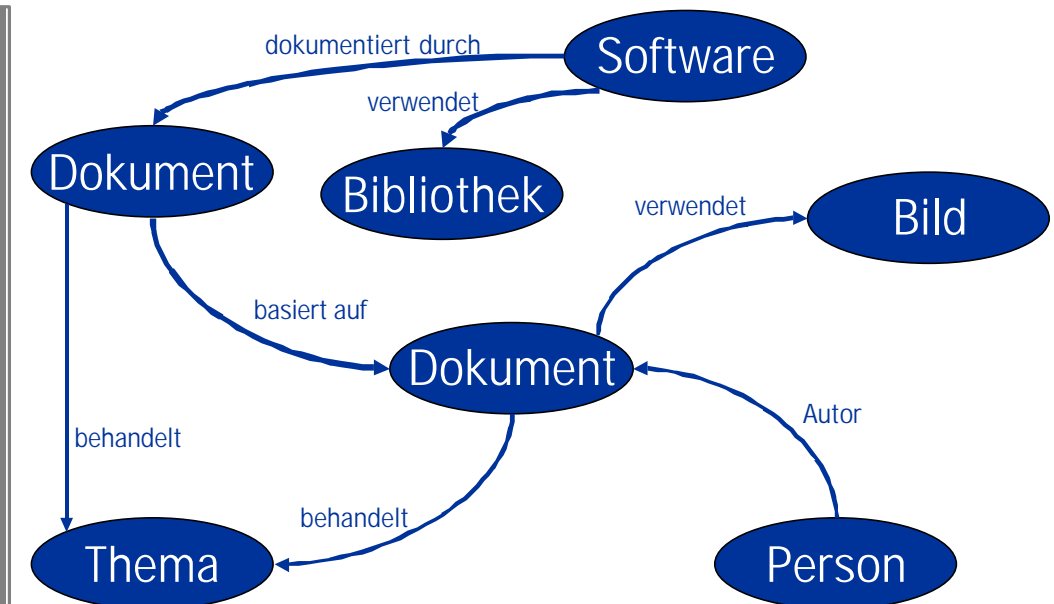 dokumentiert durch
Software
verwendet
Dokument
Bibliothek
verwendet
Bild
basiert auf
Dokument
Autor
behandelt
behandelt
Thema
Person